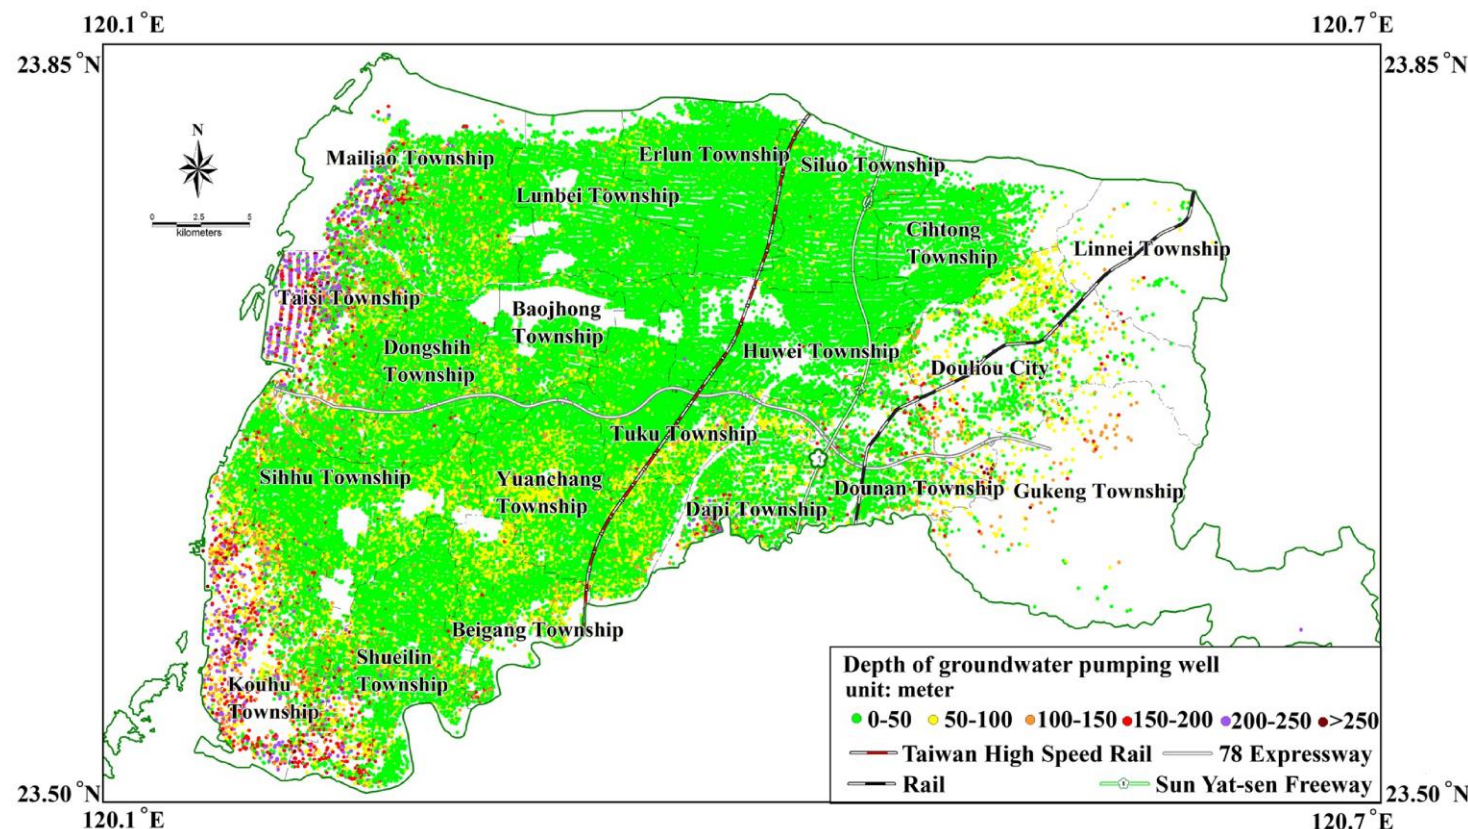 120.1 °E
120.7 °E
23.85 °N
23.85 °N
N
0 2.5 5
kilometers
Mailiao Township
Erlun Township
Siluo Township
Lunbei Township
Cihtong
Township
Linnei Township
Taisi Township
Baojhong
Township
Dongshih
Township
Huwei Township
Douliou City
Tuku Township
Sihhu Township
Yuanchang
Township
Dounan Township
Gukeng Township
Dapi Township
Beigang Township
Shueilin
Township
Kouhu
Township
Depth of groundwater pumping well
unit: meter
0-50 50-100 100-150 150-200 200-250 >250
Taiwan High Speed Rail 78 Expressway
Rail Sun Yat-sen Freeway
23.50 °N
23.50 °N
120.1 °E
120.7 °E